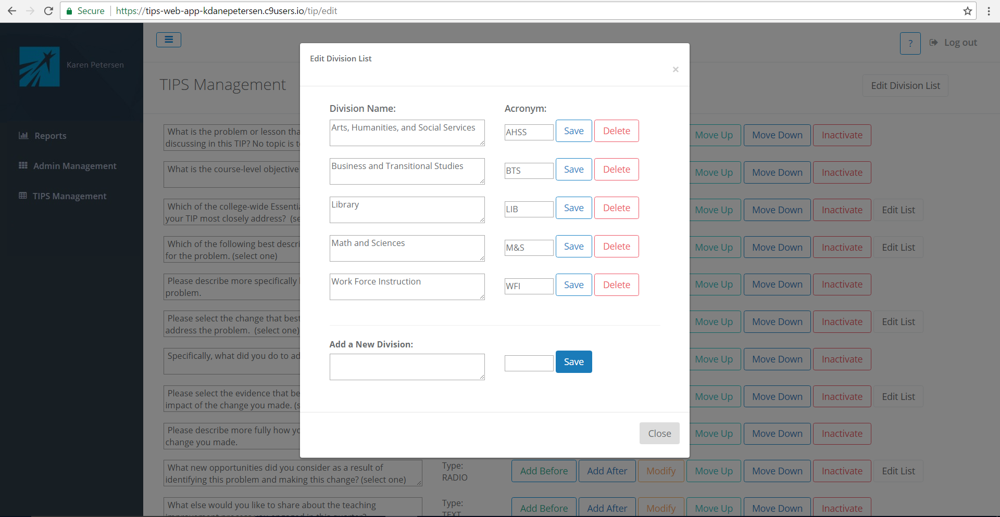 Secure https://tips-web-app-kdanepetersen.c9users.io/tip/edit
Karen Petersen
Reports
Admin Management
TIPS Management
? Log out
TIPS Management
Edit Division List
Edit Division List
×
Division Name: Acronym:
Arts, Humanities, and Social Services AHSS Save Delete
Business and Transitional Studies BTS Save Delete
Library LIB Save Delete
Math and Sciences M&S Save Delete
Work Force Instruction WFI Save Delete
Add a New Division:
Save
Close
What is the problem or lesson tha
discussing in this TIP? No topic is t
Move Up Move Down Inactivate
What is the course-level objective
Move Up Move Down Inactivate
Which of the college-wide Essentia
your TIP most closely address? (se
Move Up Move Down Inactivate Edit List
Which of the following best descri
for the problem. (select one)
Move Up Move Down Inactivate Edit List
Please describe more specifically
problem.
Move Up Move Down Inactivate
Please select the change that best
address the problem. (select one)
Move Up Move Down Inactivate Edit List
Specifically, what did you do to ad
Move Up Move Down Inactivate
Please select the evidence that be
impact of the change you made. (s
Move Up Move Down Inactivate Edit List
Please describe more fully how yo
change you made.
Move Up Move Down Inactivate
What new opportunities did you consider as a result of
identifying this problem and making this change? (select one)
Type:
RADIO
Add Before Add After Modify Move Up Move Down Inactivate Edit List
What else would you like to share about the teaching
improvement process you engaged in this quarter?
Type:
TEXT
Add Before Add After Modify Move Up Move Down Inactivate